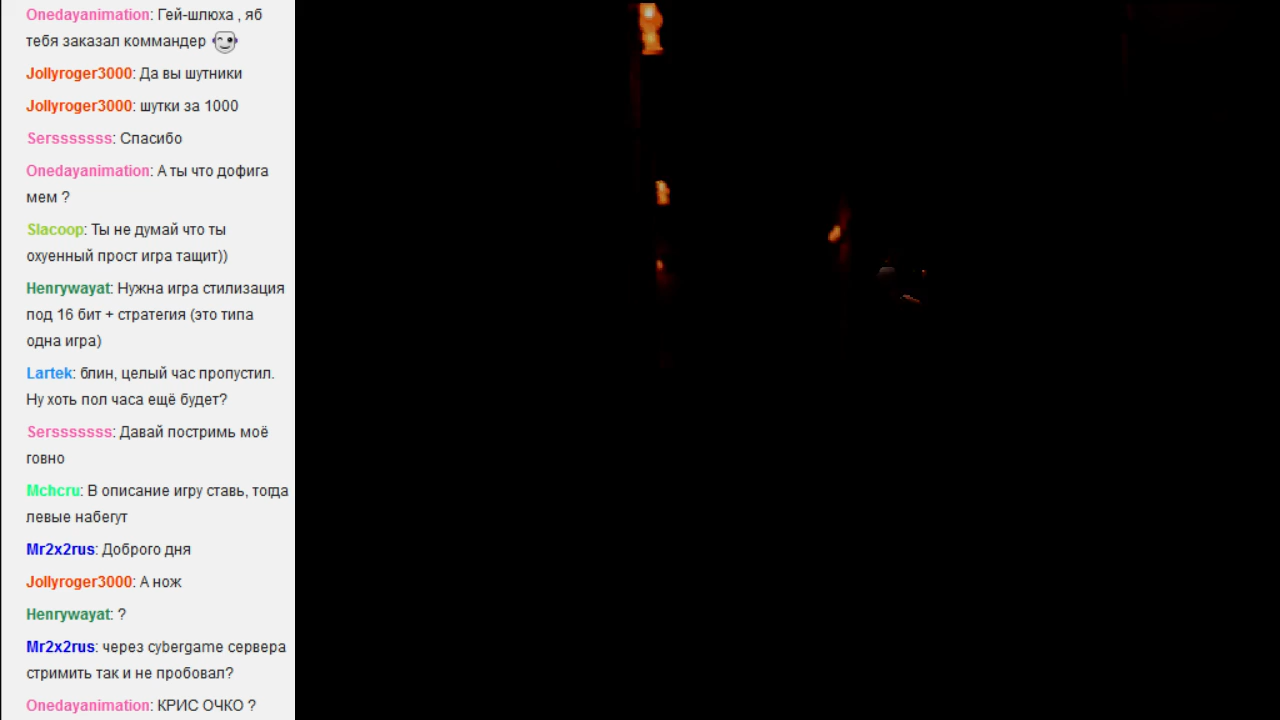 Onedayanimation: Гей-шлюха , яб
тебя заказал коммандер
Jollyroger3000: Да вы шутники
Jollyroger3000: шутки за 1000
Sersssssss: Спасибо
Onedayanimation: А ты что дофига
мем ?
Slacoop: Ты не думай что ты
охуенный прост игра тащит))
Henrywayat: Нужна игра стилизация
под 16 бит + стратегия (это типа
одна игра)
Lartek: блин, целый час пропустил.
Ну хоть пол часа ещё будет?
Sersssssss: Давай постримь моё
говно
Mchcru: В описание игру ставь, тогда
левые набегут
Mr2x2rus: Доброго дня
Jollyroger3000: А нож
Henrywayat: ?
Mr2x2rus: через cybergame сервера
стримить так и не пробовал?
Onedayanimation: КРИС ОЧКО ?